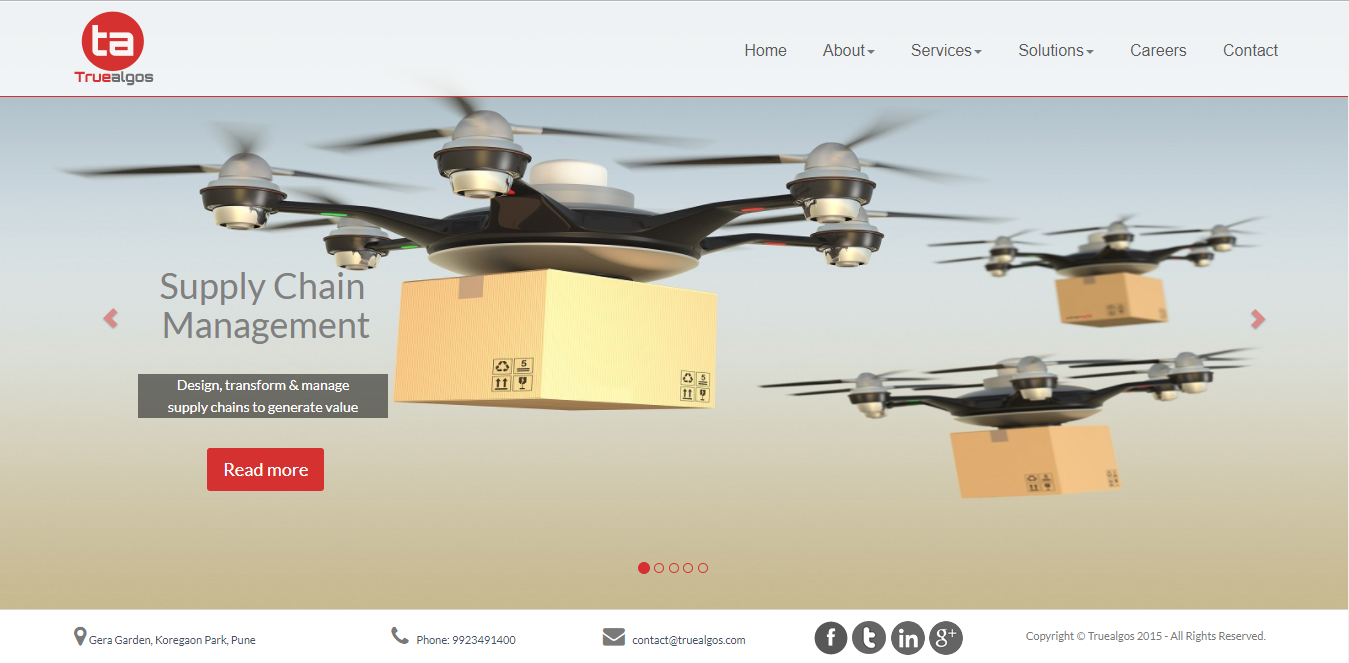 ta
Truealgos
Home About Services Solutions Careers Contact
Supply Chain
Management
Design, transform & manage
supply chains to generate value
Read more
5
5
Gera Garden, Koregaon Park, Pune Phone: 9923491400 contact@truealgos.com f t in g+ Copyright © Truealgos 2015 - All Rights Reserved.